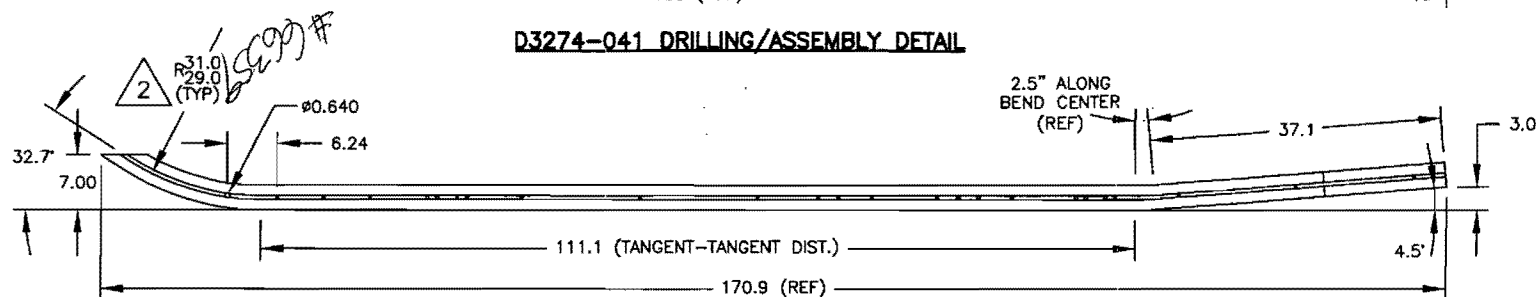 D3274-041 DRILLING/ASSEMBLY DETAIL
2
R31.0
29.0
(TYP)
ø0.640
6.24
32.7°
7.00
2.5" ALONG
BEND CENTER
(REF)
37.1
3.0
111.1 (TANGENT-TANGENT DIST.)
4.5°
170.9 (REF)